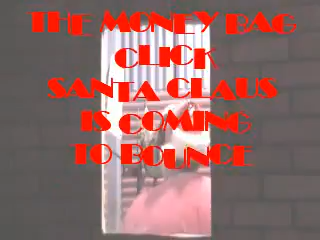 THE MONEY BAG
CLICK
SANTA CLAUS
IS COMING
TO BOUNCE